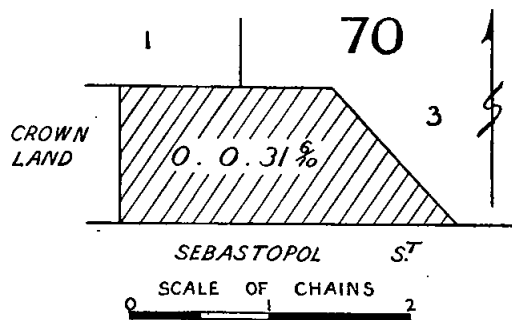 1
70
3
CROWN
LAND
0. 0. 31 6/10
SEBASTOPOL ST
SCALE OF CHAINS
0 1 2